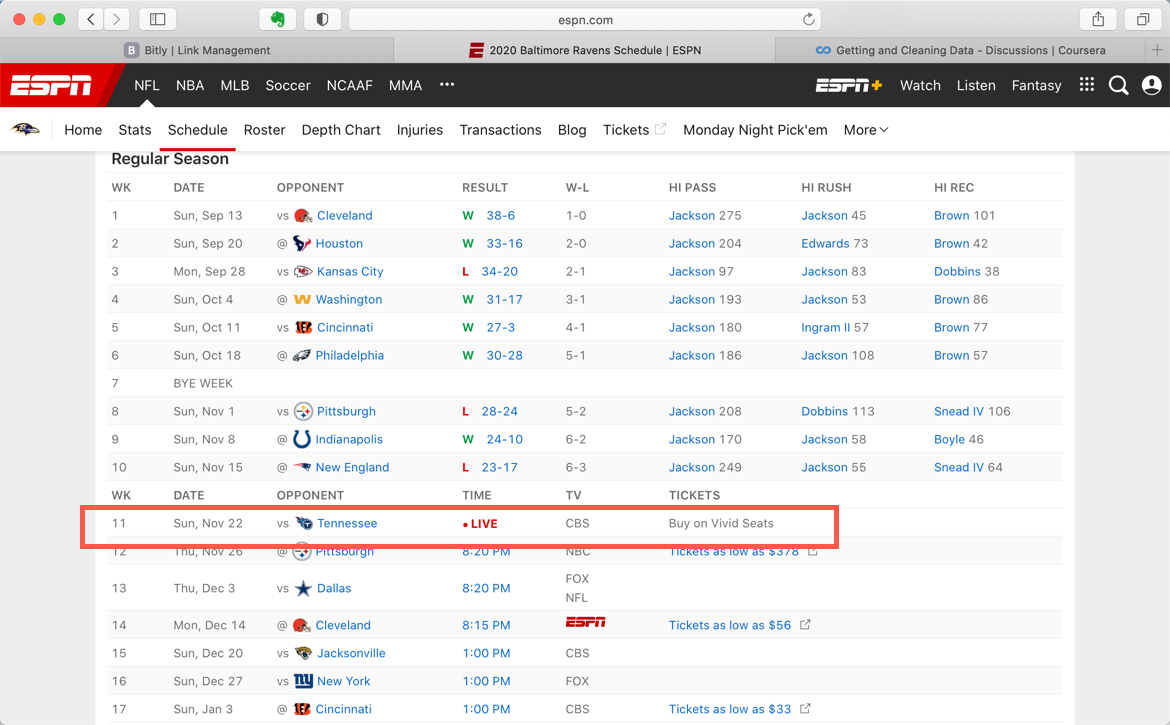 espn.com
B Bitly | Link Management
2020 Baltimore Ravens Schedule | ESPN
Getting and Cleaning Data - Discussions | Coursera
ESPN NFL NBA MLB Soccer NCAAF MMA ••• ESPN+ Watch Listen Fantasy
Home Stats Schedule Roster Depth Chart Injuries Transactions Blog Tickets Monday Night Pick'em More
Regular Season
WK DATE OPPONENT RESULT W-L HI PASS HI RUSH HI REC
1 Sun, Sep 13 vs Cleveland W 38-6 1-0 Jackson 275 Jackson 45 Brown 101
2 Sun, Sep 20 @ Houston W 33-16 2-0 Jackson 204 Edwards 73 Brown 42
3 Mon, Sep 28 vs Kansas City L 34-20 2-1 Jackson 97 Jackson 83 Dobbins 38
4 Sun, Oct 4 @ W Washington W 31-17 3-1 Jackson 193 Jackson 53 Brown 86
5 Sun, Oct 11 vs Cincinnati W 27-3 4-1 Jackson 180 Ingram II 57 Brown 77
6 Sun, Oct 18 @ Philadelphia W 30-28 5-1 Jackson 186 Jackson 108 Brown 57
7 BYE WEEK
8 Sun, Nov 1 vs Pittsburgh L 28-24 5-2 Jackson 208 Dobbins 113 Snead IV 106
9 Sun, Nov 8 @ Indianapolis W 24-10 6-2 Jackson 170 Jackson 58 Boyle 46
10 Sun, Nov 15 @ New England L 23-17 6-3 Jackson 249 Jackson 55 Snead IV 64
WK DATE OPPONENT TIME TV TICKETS
11 Sun, Nov 22 vs Tennessee • LIVE CBS Buy on Vivid Seats
12 Thu, Nov 26 @ Pittsburgh 8:20 PM NBC Tickets as low as $378
13 Thu, Dec 3 vs Dallas 8:20 PM FOX
NFL
14 Mon, Dec 14 @ Cleveland 8:15 PM ESPN Tickets as low as $56
15 Sun, Dec 20 vs Jacksonville 1:00 PM CBS
16 Sun, Dec 27 vs ny New York 1:00 PM FOX
17 Sun, Jan 3 @ Cincinnati 1:00 PM CBS Tickets as low as $33